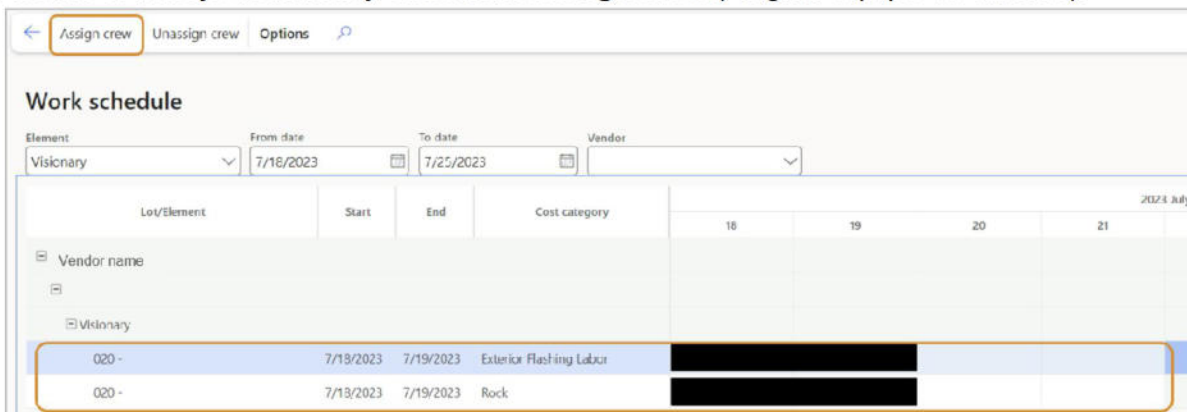 Assign crew Unassign crew Options
Work schedule
Element From date To date Vendor
Visionary 7/18/2023 7/25/2023
2023 July
Lot/Element Start End Cost category
18 19 20 21
Vendor name
Visionary
020 - 7/18/2023 7/19/2023 Exterior Flashing Labor
020 - 7/18/2023 7/19/2023 Rock